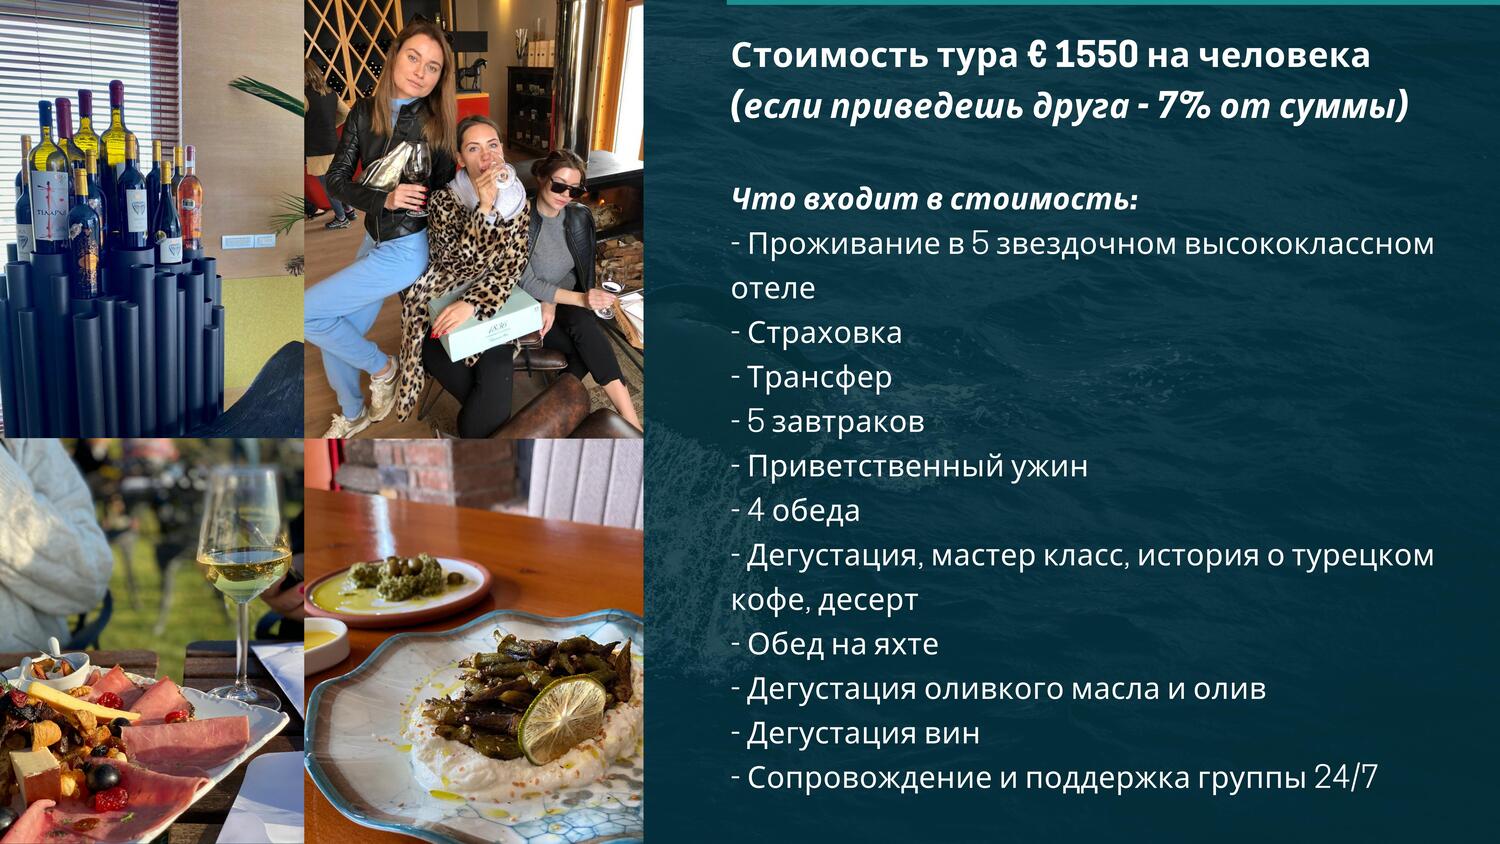 Стоимость тура € 1550 на человека
(если приведешь друга - 7% от суммы)
Что входит в стоимость:
- Проживание в 5 звездочном высококлассном
отеле
- Страховка
- Трансфер
- 5 завтраков
- Приветственный ужин
- 4 обеда
- Дегустация, мастер класс, история о турецком
кофе, десерт
- Обед на яхте
- Дегустация оливкого масла и олив
- Дегустация вин
- Сопровождение и поддержка группы 24/7
1836